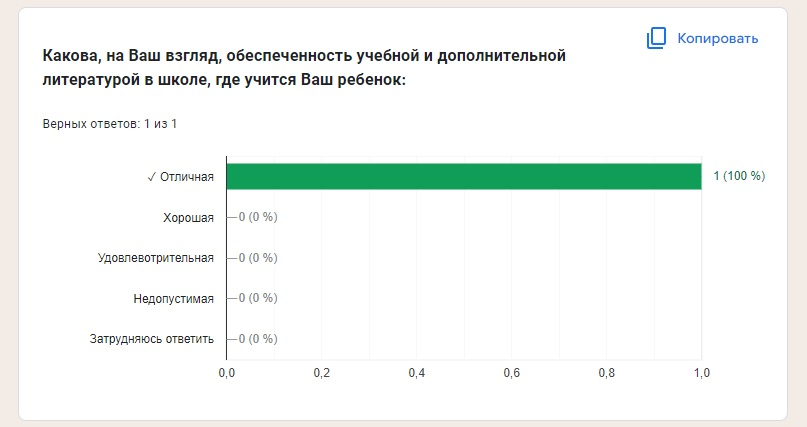 Копировать
Какова, на Ваш взгляд, обеспеченность учебной и дополнительной
литературой в школе, где учится Ваш ребенок:
Верных ответов: 1 из 1
✓ Отличная
1 (100 %)
Хорошая
0 (0 %)
Удовлевотрительная
0 (0 %)
Недопустимая
0 (0 %)
Затрудняюсь ответить
0 (0 %)
0,0 0,2 0,4 0,6 0,8 1,0